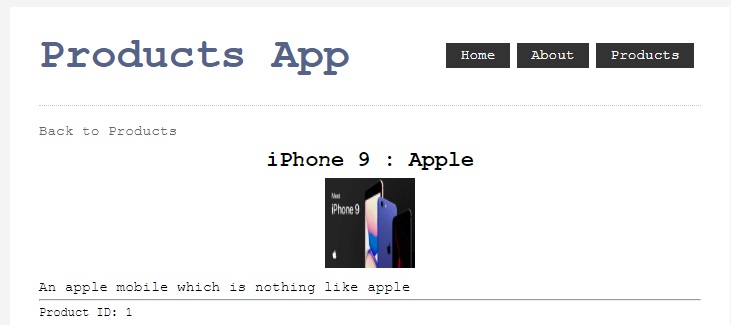 Products App
Home About Products
Back to Products
iPhone 9 : Apple
Meet
iPhone 9
An apple mobile which is nothing like apple
Product ID: 1